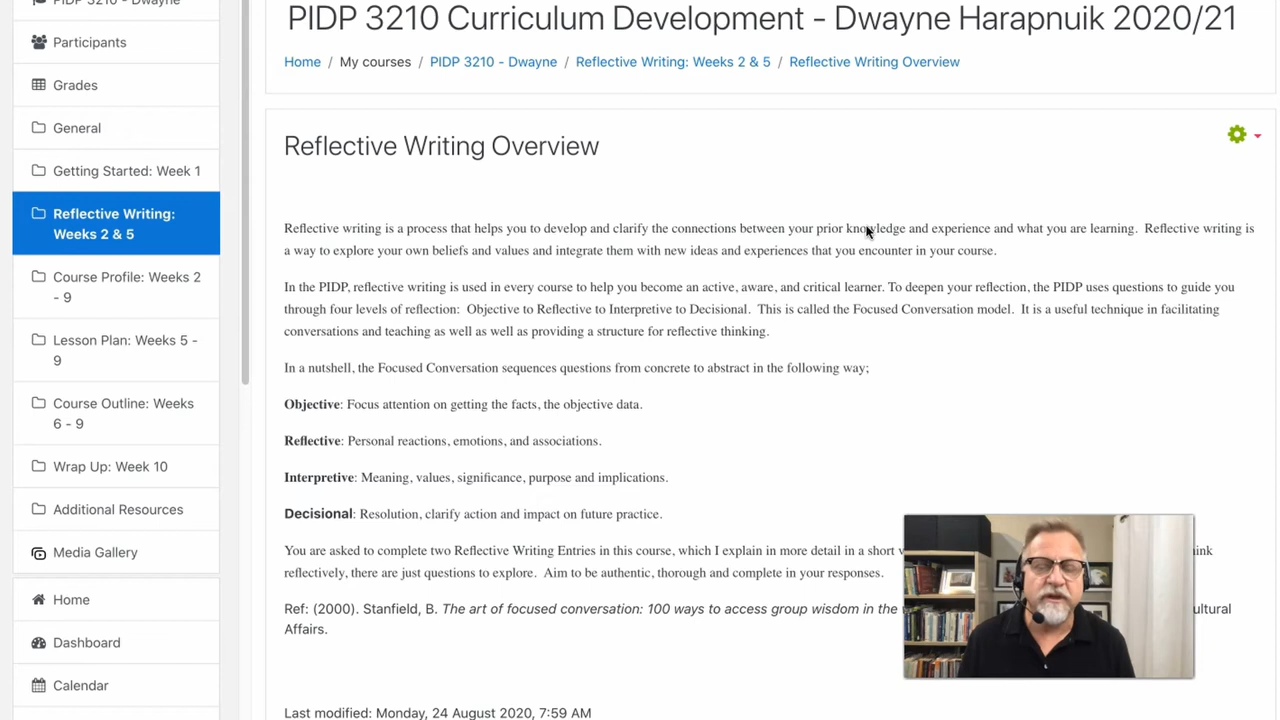 PIDP 3210 - Dwayne
Participants
Grades
General
Getting Started: Week 1
Reflective Writing:
Weeks 2 & 5
Course Profile: Weeks 2
- 9
Lesson Plan: Weeks 5 -
9
Course Outline: Weeks
6 - 9
Wrap Up: Week 10
Additional Resources
Media Gallery
Home
Dashboard
Calendar
PIDP 3210 Curriculum Development - Dwayne Harapnuik 2020/21
Home / My courses / PIDP 3210 - Dwayne / Reflective Writing: Weeks 2 & 5 / Reflective Writing Overview
Reflective Writing Overview
Reflective writing is a process that helps you to develop and clarify the connections between your prior knowledge and experience and what you are learning. Reflective writing is
a way to explore your own beliefs and values and integrate them with new ideas and experiences that you encounter in your course.
In the PIDP, reflective writing is used in every course to help you become an active, aware, and critical learner. To deepen your reflection, the PIDP uses questions to guide you
through four levels of reflection: Objective to Reflective to Interpretive to Decisional. This is called the Focused Conversation model. It is a useful technique in facilitating
conversations and teaching as well as well as providing a structure for reflective thinking.
In a nutshell, the Focused Conversation sequences questions from concrete to abstract in the following way;
Objective: Focus attention on getting the facts, the objective data.
Reflective: Personal reactions, emotions, and associations.
Interpretive: Meaning, values, significance, purpose and implications.
Decisional: Resolution, clarify action and impact on future practice.
You are asked to complete two Reflective Writing Entries in this course, which I explain in more detail in a short
reflectively, there are just questions to explore. Aim to be authentic, thorough and complete in your responses.
Ref: (2000). Stanfield, B. The art of focused conversation: 100 ways to access group wisdom in the
Affairs.
Last modified: Monday, 24 August 2020, 7:59 AM